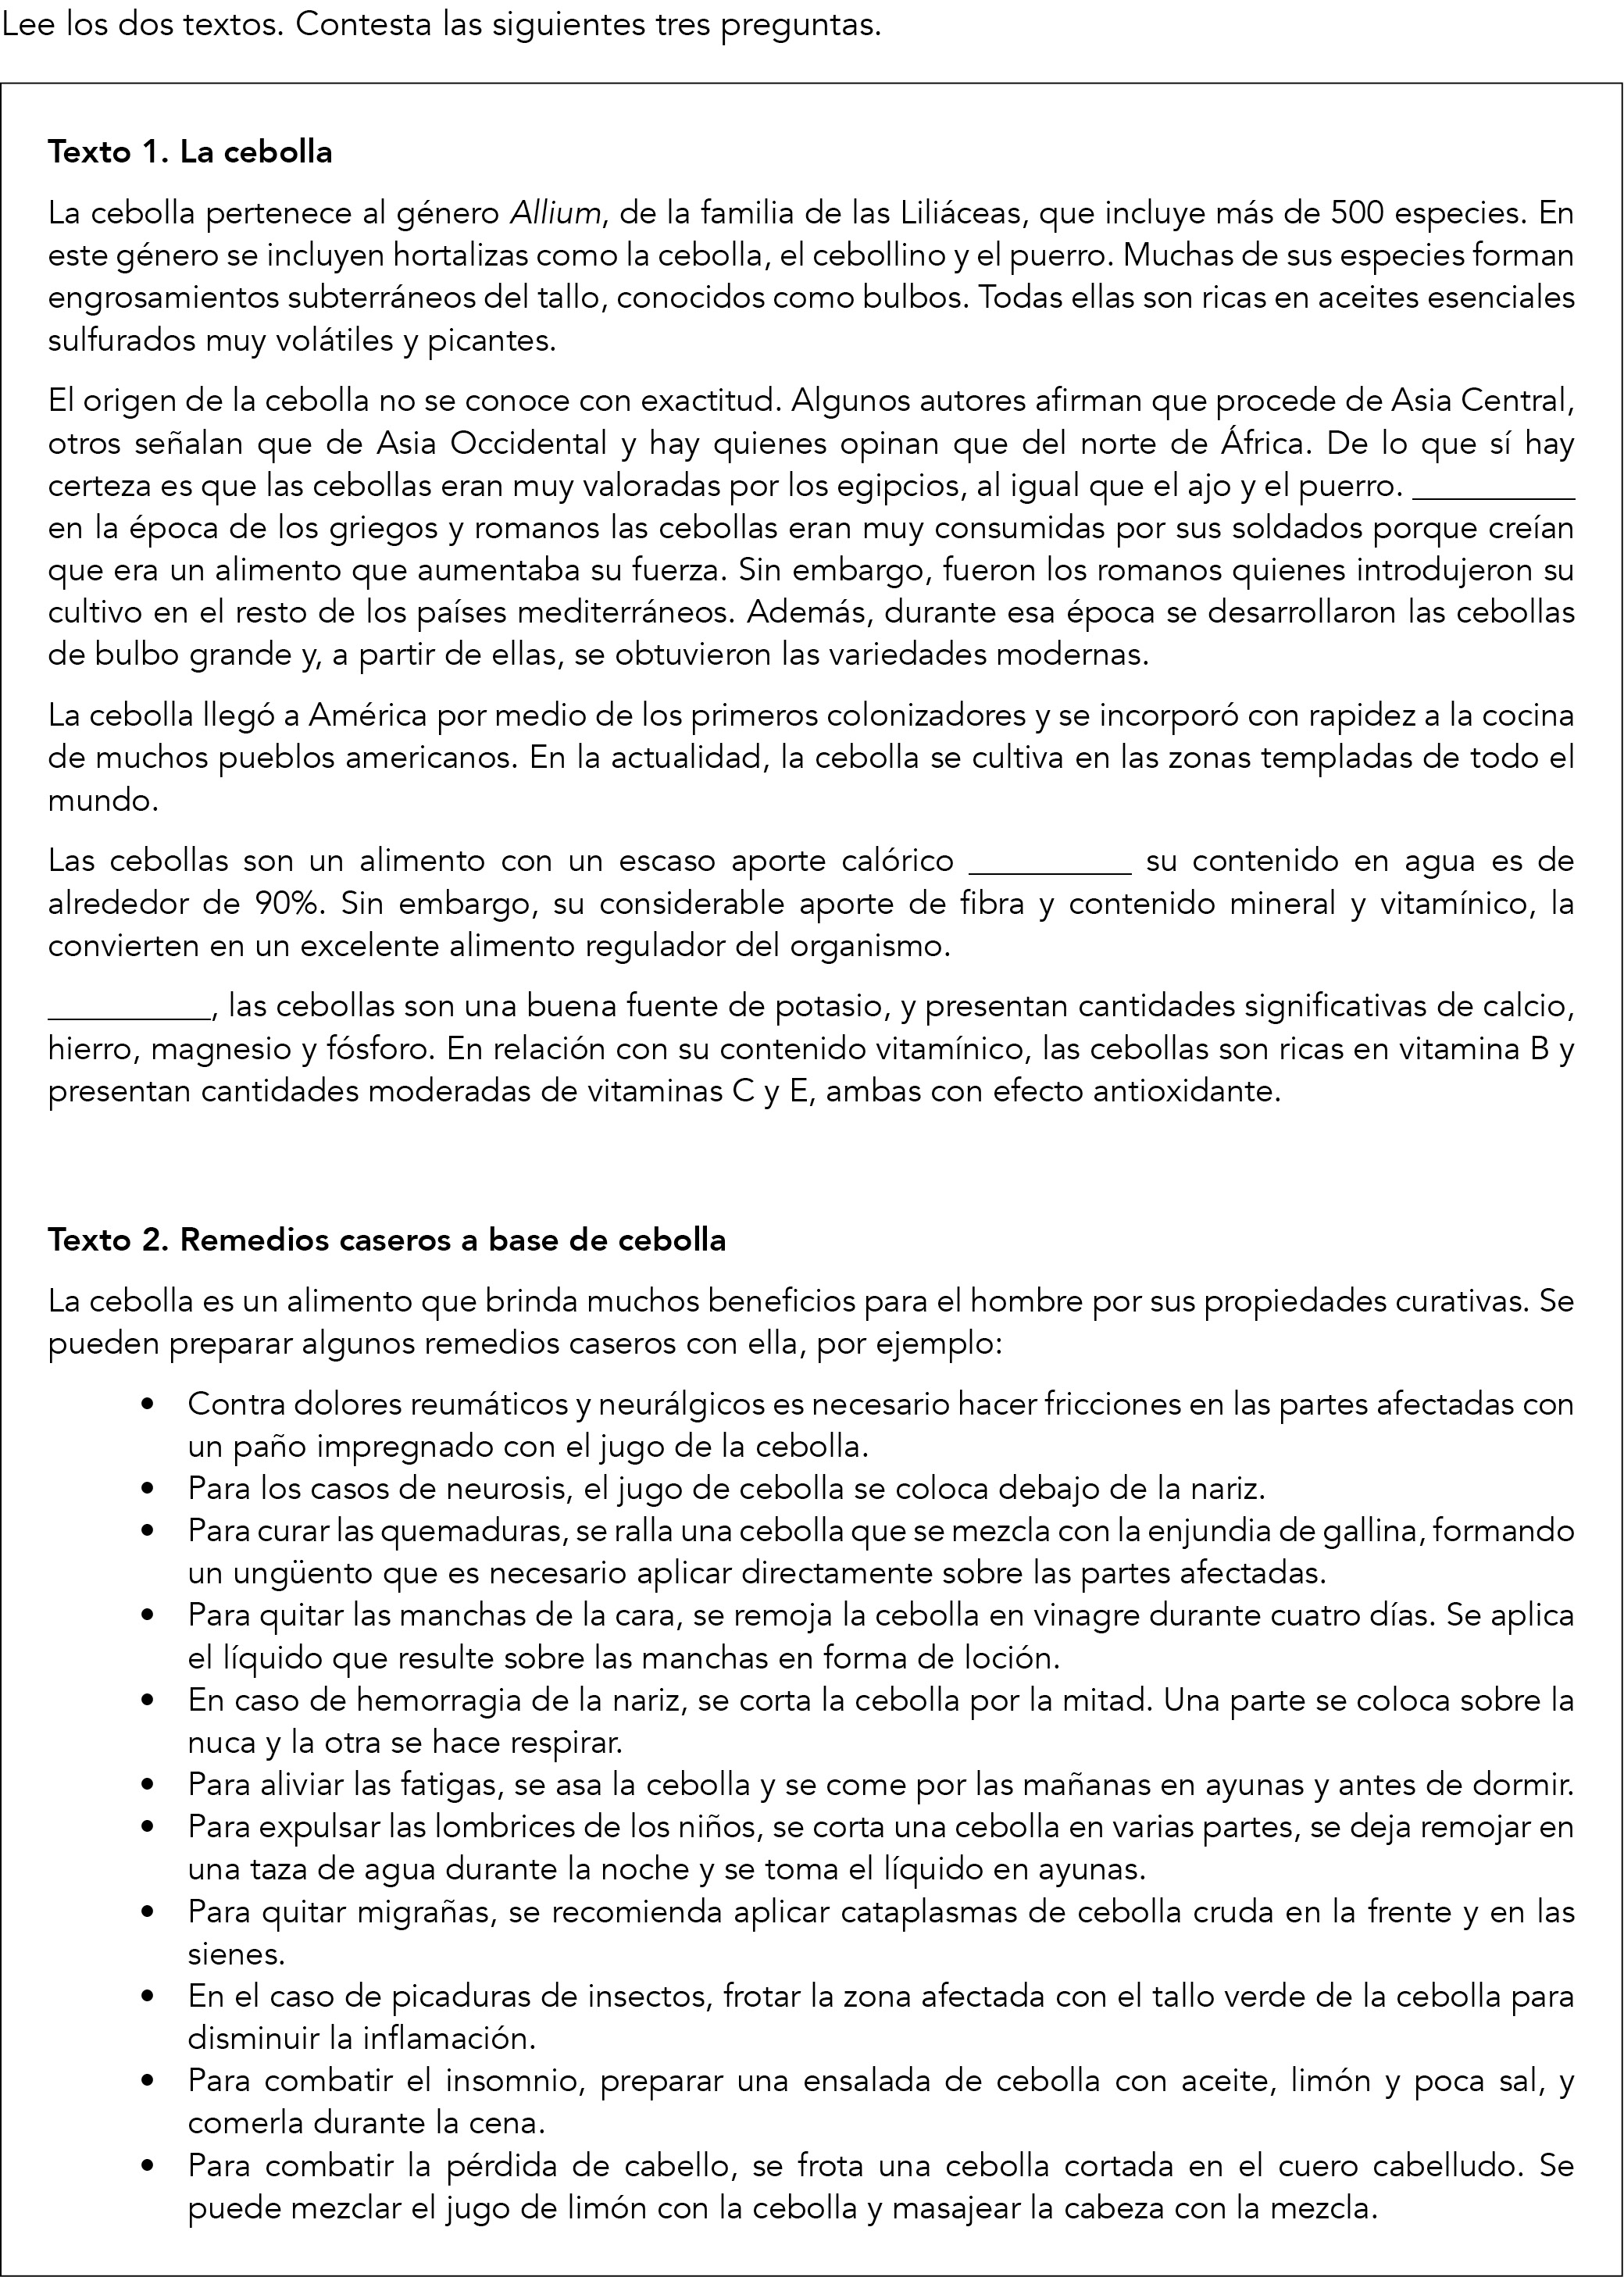 Lee los dos textos. Contesta las siguientes tres preguntas.
Texto 1. La cebolla
La cebolla pertenece al género Allium, de la familia de las Liliáceas, que incluye más de 500 especies. En
este género se incluyen hortalizas como la cebolla, el cebollino y el puerro. Muchas de sus especies forman
engrosamientos subterráneos del tallo, conocidos como bulbos. Todas ellas son ricas en aceites esenciales
sulfurados muy volátiles y picantes.
El origen de la cebolla no se conoce con exactitud. Algunos autores afirman que procede de Asia Central,
otros señalan que de Asia Occidental y hay quienes opinan que del norte de África. De lo que sí hay
certeza es que las cebollas eran muy valoradas por los egipcios, al igual que el ajo y el puerro. __________
en la época de los griegos y romanos las cebollas eran muy consumidas por sus soldados porque creían
que era un alimento que aumentaba su fuerza. Sin embargo, fueron los romanos quienes introdujeron su
cultivo en el resto de los países mediterráneos. Además, durante esa época se desarrollaron las cebollas
de bulbo grande y, a partir de ellas, se obtuvieron las variedades modernas.
La cebolla llegó a América por medio de los primeros colonizadores y se incorporó con rapidez a la cocina
de muchos pueblos americanos. En la actualidad, la cebolla se cultiva en las zonas templadas de todo el
mundo.
Las cebollas son un alimento con un escaso aporte calórico __________ su contenido en agua es de
alrededor de 90%. Sin embargo, su considerable aporte de fibra y contenido mineral y vitamínico, la
convierten en un excelente alimento regulador del organismo.
__________, las cebollas son una buena fuente de potasio, y presentan cantidades significativas de calcio,
hierro, magnesio y fósforo. En relación con su contenido vitamínico, las cebollas son ricas en vitamina B y
presentan cantidades moderadas de vitaminas C y E, ambas con efecto antioxidante.
Texto 2. Remedios caseros a base de cebolla
La cebolla es un alimento que brinda muchos beneficios para el hombre por sus propiedades curativas. Se
pueden preparar algunos remedios caseros con ella, por ejemplo:
• Contra dolores reumáticos y neurálgicos es necesario hacer fricciones en las partes afectadas con
un paño impregnado con el jugo de la cebolla.
• Para los casos de neurosis, el jugo de cebolla se coloca debajo de la nariz.
• Para curar las quemaduras, se ralla una cebolla que se mezcla con la enjundia de gallina, formando
un ungüento que es necesario aplicar directamente sobre las partes afectadas.
• Para quitar las manchas de la cara, se remoja la cebolla en vinagre durante cuatro días. Se aplica
el líquido que resulte sobre las manchas en forma de loción.
• En caso de hemorragia de la nariz, se corta la cebolla por la mitad. Una parte se coloca sobre la
nuca y la otra se hace respirar.
• Para aliviar las fatigas, se asa la cebolla y se come por las mañanas en ayunas y antes de dormir.
• Para expulsar las lombrices de los niños, se corta una cebolla en varias partes, se deja remojar en
una taza de agua durante la noche y se toma el líquido en ayunas.
• Para quitar migrañas, se recomienda aplicar cataplasmas de cebolla cruda en la frente y en las
sienes.
• En el caso de picaduras de insectos, frotar la zona afectada con el tallo verde de la cebolla para
disminuir la inflamación.
• Para combatir el insomnio, preparar una ensalada de cebolla con aceite, limón y poca sal, y
comerla durante la cena.
• Para combatir la pérdida de cabello, se frota una cebolla cortada en el cuero cabelludo. Se
puede mezclar el jugo de limón con la cebolla y masajear la cabeza con la mezcla.